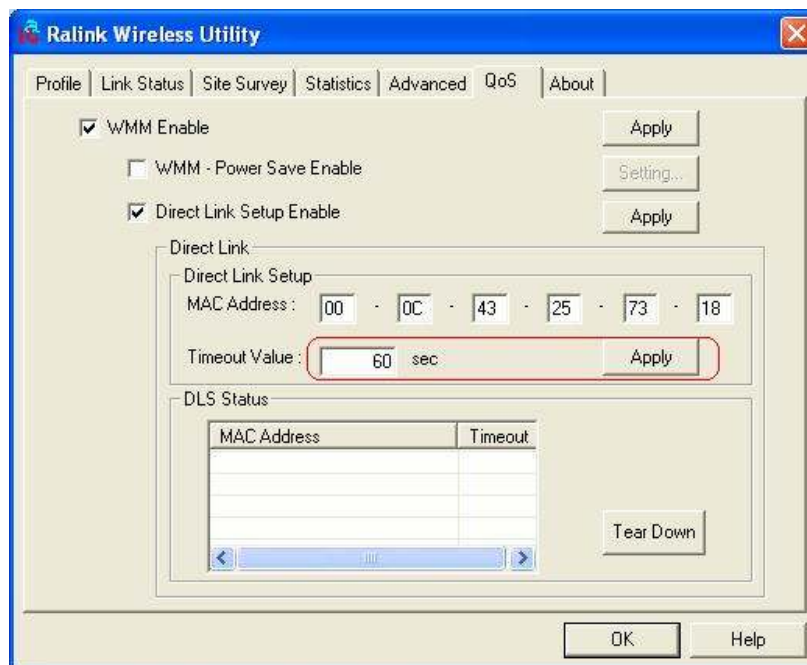 Ralink Wireless Utility
Profile Link Status Site Survey Statistics Advanced QoS About
WMM Enable Apply
WMM - Power Save Enable Setting...
Direct Link Setup Enable Apply
Direct Link
Direct Link Setup
MAC Address : 00 - 0C - 43 - 25 - 73 - 18
Timeout Value : 60 sec Apply
DLS Status
MAC Address Timeout
Tear Down
OK Help